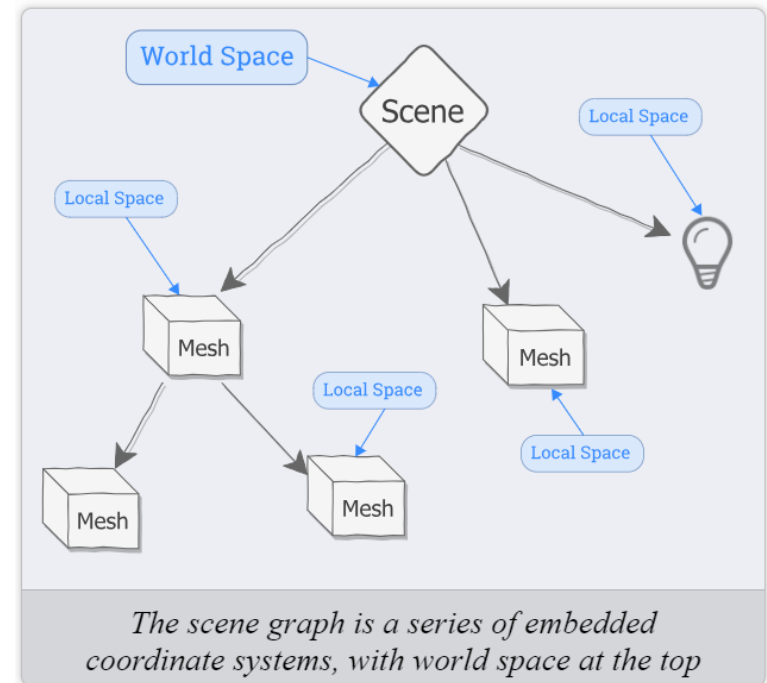 World Space
Scene
Local Space
Local Space
Mesh
Mesh
Local Space
Local Space
Mesh
Mesh
The scene graph is a series of embedded
coordinate systems, with world space at the top